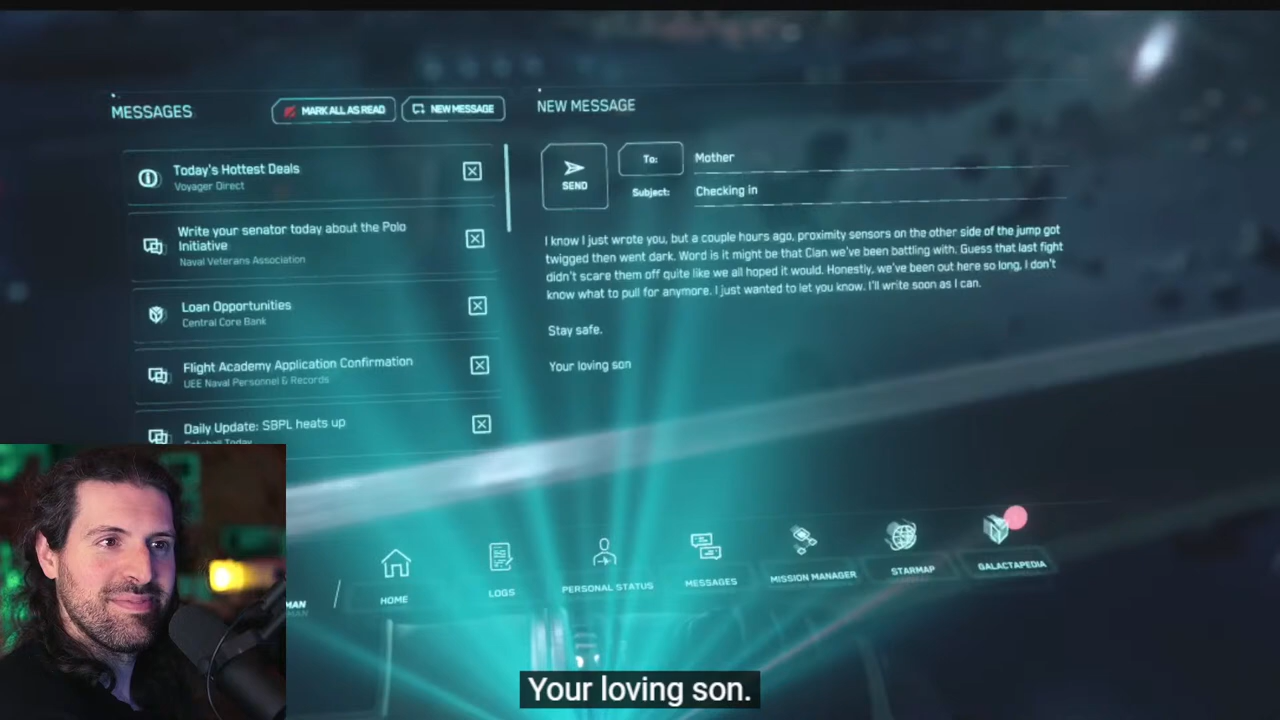 MESSAGES
MARK ALL AS READ
NEW MESSAGE
NEW MESSAGE
Today's Hottest Deals
Voyager Direct
Write your senator today about the Polo
Initiative
Naval Veterans Association
Loan Opportunities
Central Core Bank
Flight Academy Application Confirmation
UEE Naval Personnel & Records
Daily Update: SBPL heats up
SEND
To:
Mother
Subject:
Checking in
I know I just wrote you, but a couple hours ago, proximity sensors on the other side of the jump got
twigged then went dark. Word is it might be that Clan we've been battling with. Guess that last fight
didn't scare them off quite like we all hoped it would. Honestly, we've been out here so long, I don't
know what to pull for anymore. I just wanted to let you know. I'll write soon as I can.
Stay safe.
Your loving son
HOME
LOGS
PERSONAL STATUS
MESSAGES
MISSION MANAGER
STARMAP
GALACTAPEDIA
Your loving son.